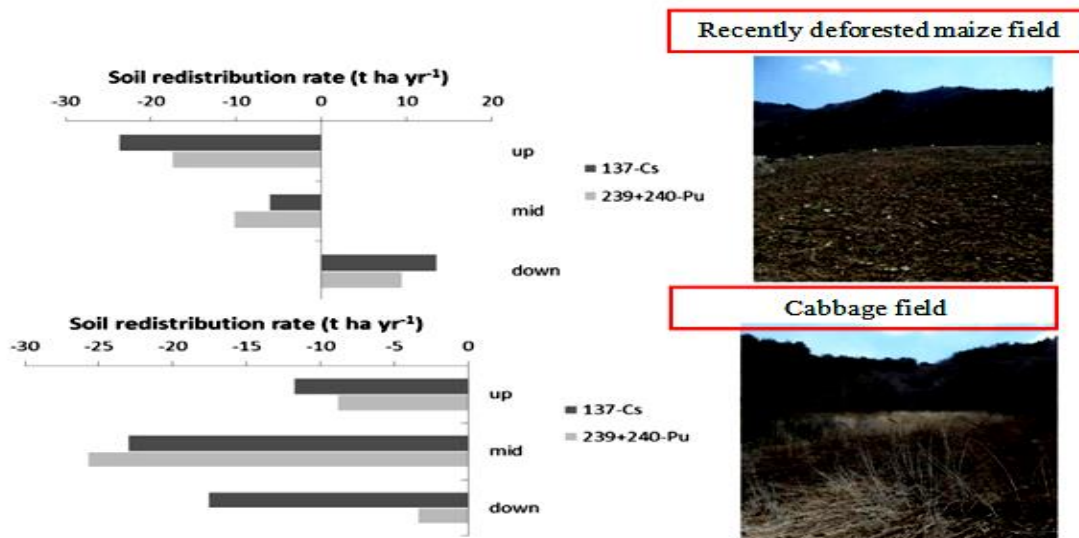 Recently deforested maize field
Soil redistribution rate (t ha yr⁻¹)
-30 -20 -10 0 10 20
up
mid
down
137-Cs
239+240-Pu
Cabbage field
Soil redistribution rate (t ha yr⁻¹)
-30 -25 -20 -15 -10 -5 0
up
mid
down
137-Cs
239+240-Pu